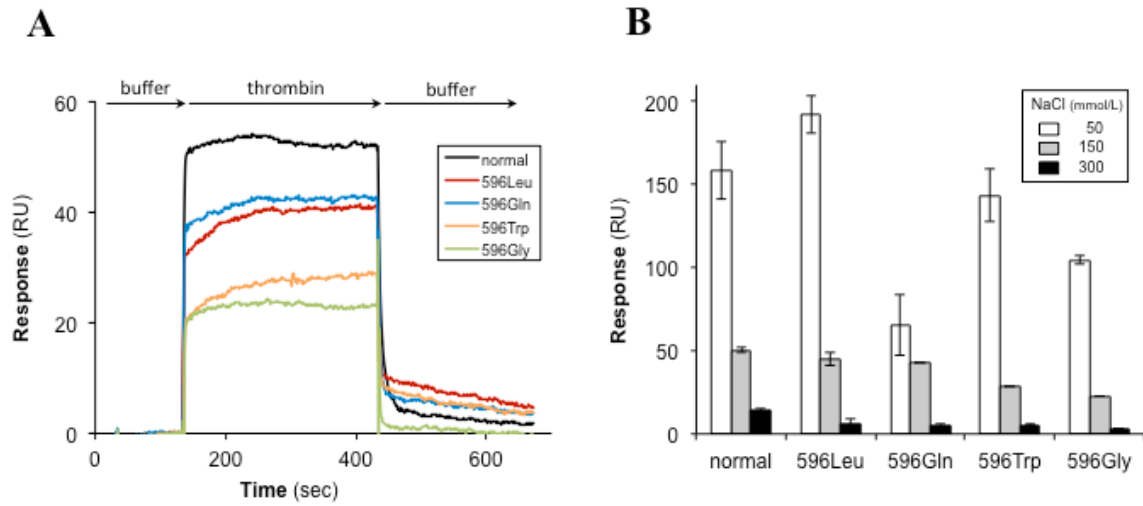 A
buffer thrombin buffer
60
40
20
0
Response (RU)
normal
596Leu
596Gln
596Trp
596Gly
0 200 400 600
Time (sec)
B
200
150
100
50
0
Response (RU)
NaCl (mmol/L)
50
150
300
normal 596Leu 596Gln 596Trp 596Gly